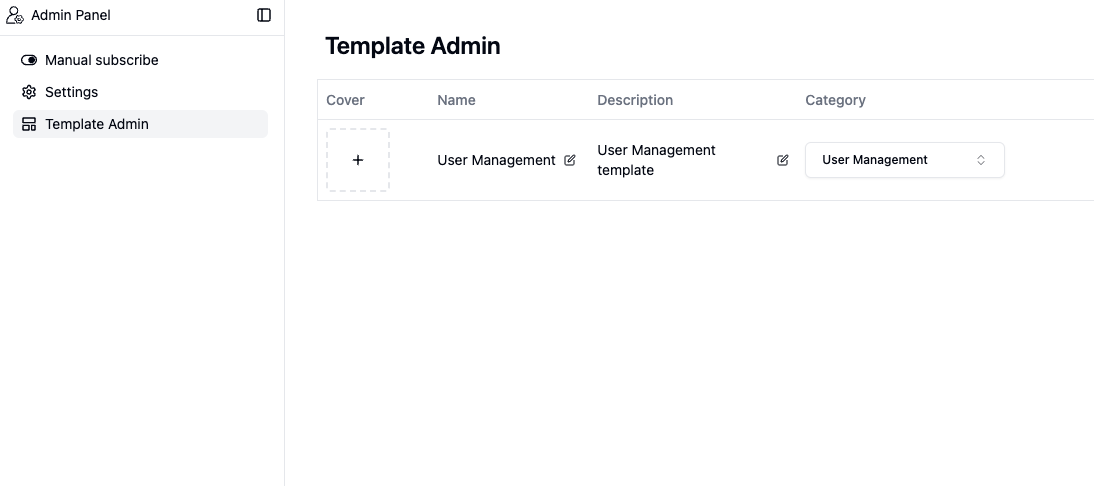 Admin Panel
Manual subscribe
Settings
Template Admin
Template Admin
Cover Name Description Category
User Management
User Management
template
User Management